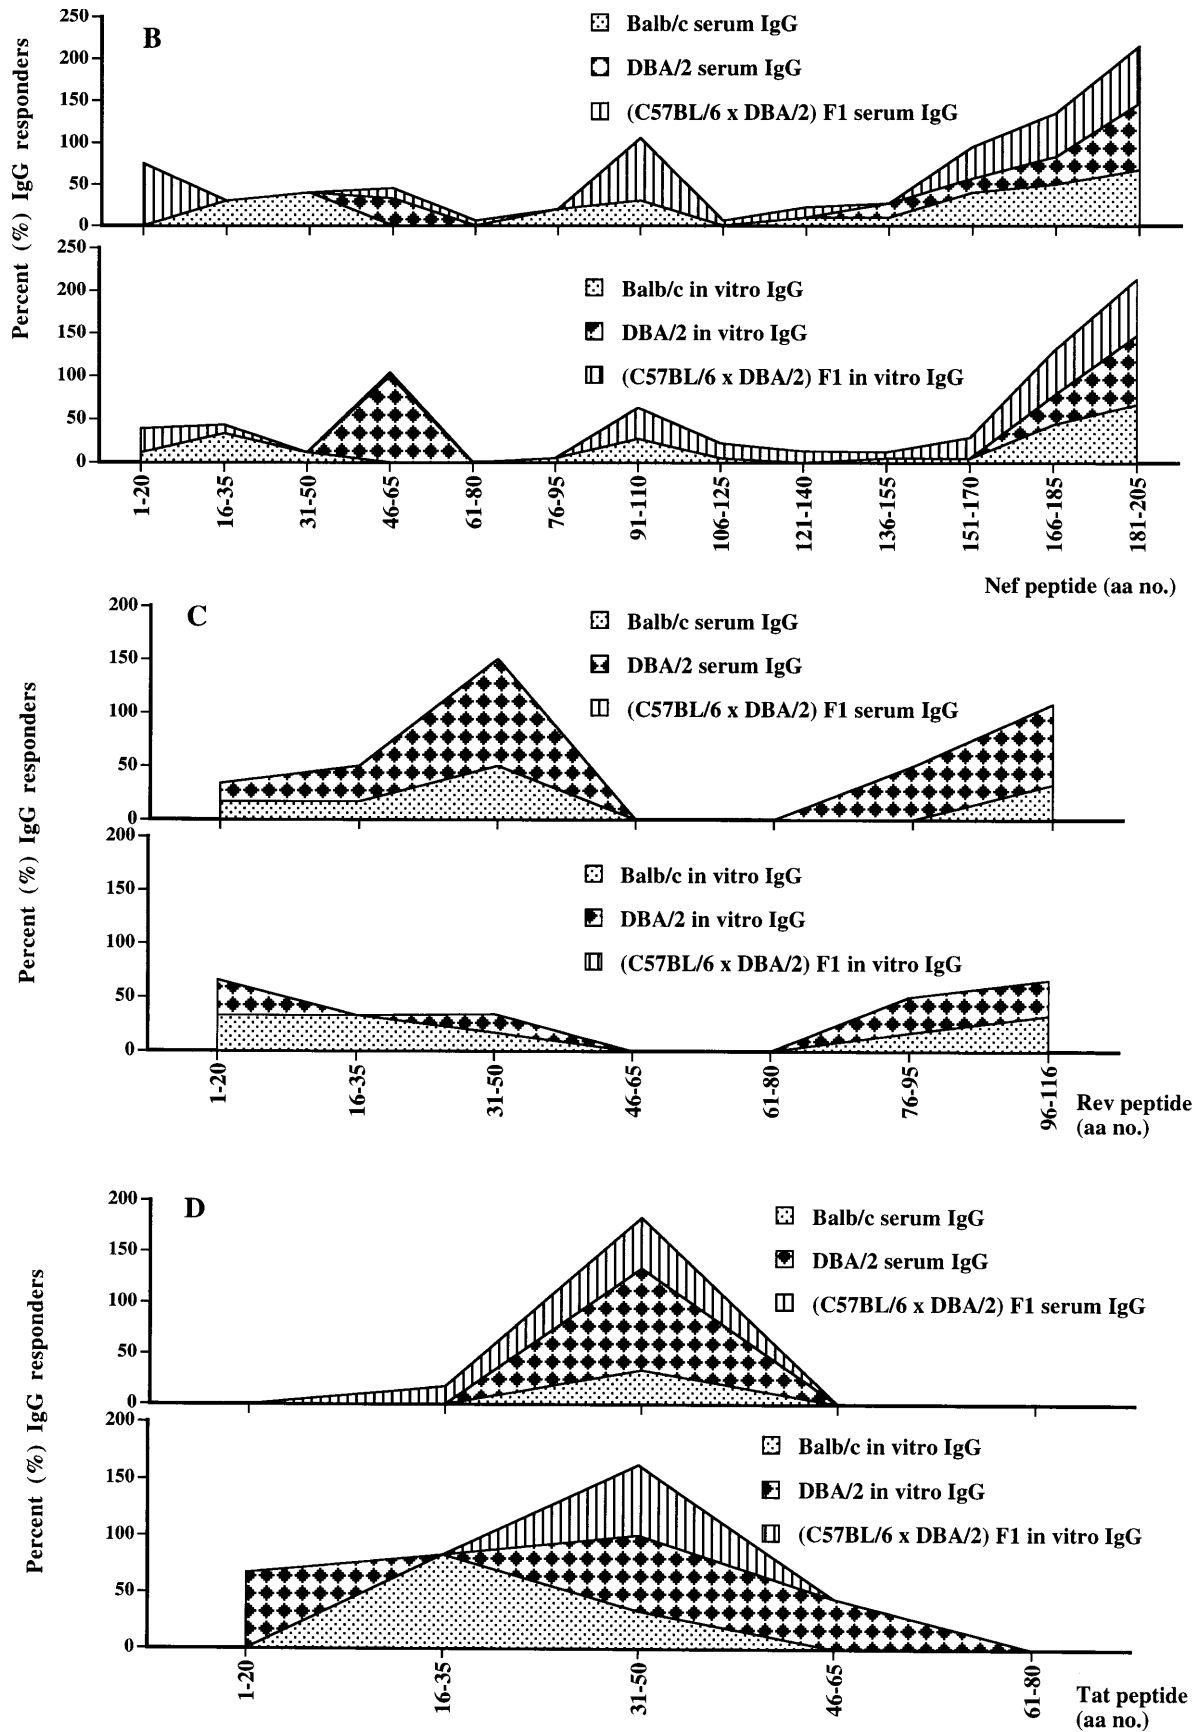 B
Balb/c serum IgG
DBA/2 serum IgG
(C57BL/6 x DBA/2) F1 serum IgG
Percent (%) IgG responders
250
200
150
100
50
0
Balb/c in vitro IgG
DBA/2 in vitro IgG
(C57BL/6 x DBA/2) F1 in vitro IgG
250
200
150
100
50
0
1-20
16-35
31-50
46-65
61-80
76-95
91-110
106-125
121-140
136-155
151-170
166-185
181-205
Nef peptide (aa no.)
C
Balb/c serum IgG
DBA/2 serum IgG
(C57BL/6 x DBA/2) F1 serum IgG
Percent (%) IgG responders
200
150
100
50
0
Balb/c in vitro IgG
DBA/2 in vitro IgG
(C57BL/6 x DBA/2) F1 in vitro IgG
200
150
100
50
0
1-20
16-35
31-50
46-65
61-80
76-95
96-116
Rev peptide
(aa no.)
D
Balb/c serum IgG
DBA/2 serum IgG
(C57BL/6 x DBA/2) F1 serum IgG
Percent (%) IgG responders
200
150
100
50
0
Balb/c in vitro IgG
DBA/2 in vitro IgG
(C57BL/6 x DBA/2) F1 in vitro IgG
200
150
100
50
0
1-20
16-35
31-50
46-65
61-80
Tat peptide
(aa no.)